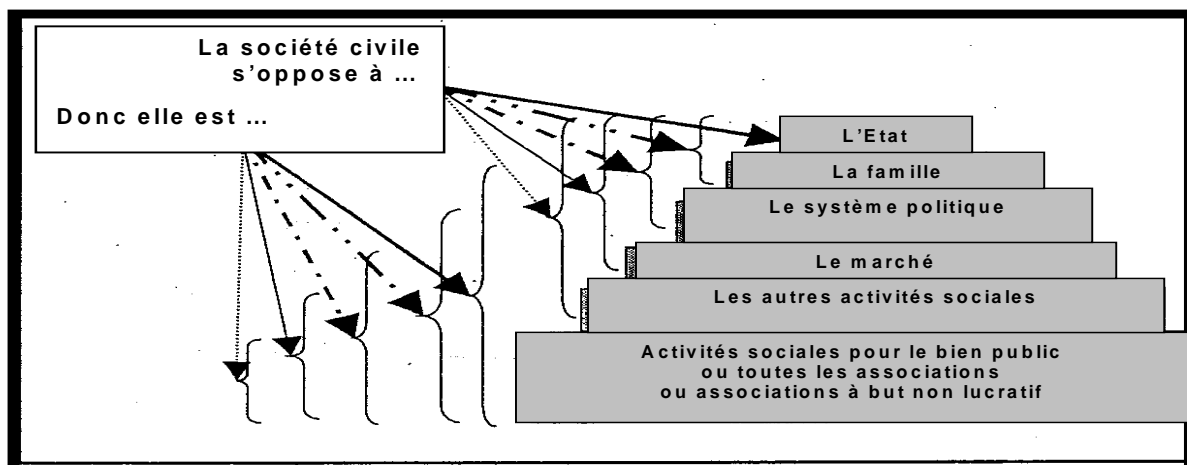 La société civile
s'oppose à ...
Donc elle est ...
L'Etat
La famille
Le système politique
Le marché
Les autres activités sociales
Activités sociales pour le bien public
ou toutes les associations
ou associations à but non lucratif